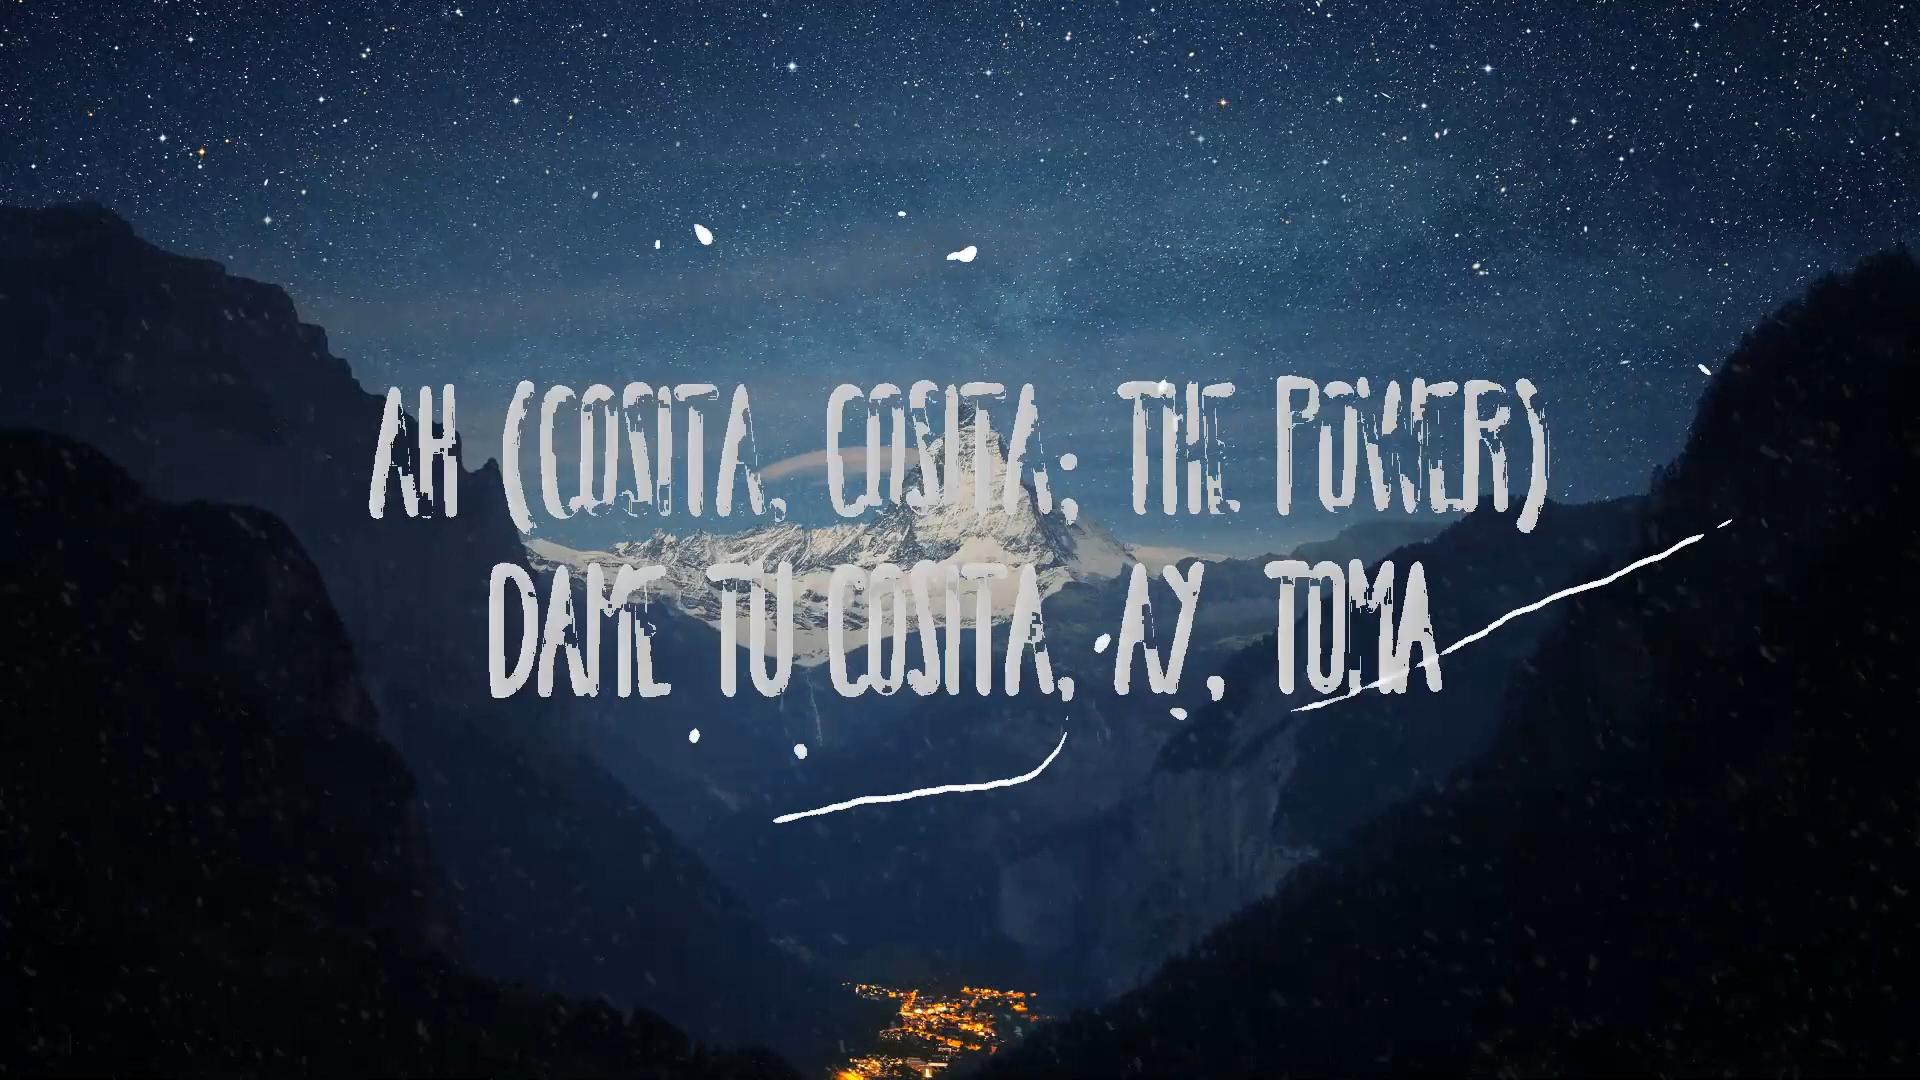 AH (COSITA, COSITA; THE POWER)
DAME TU COSITA, AY, TOMA